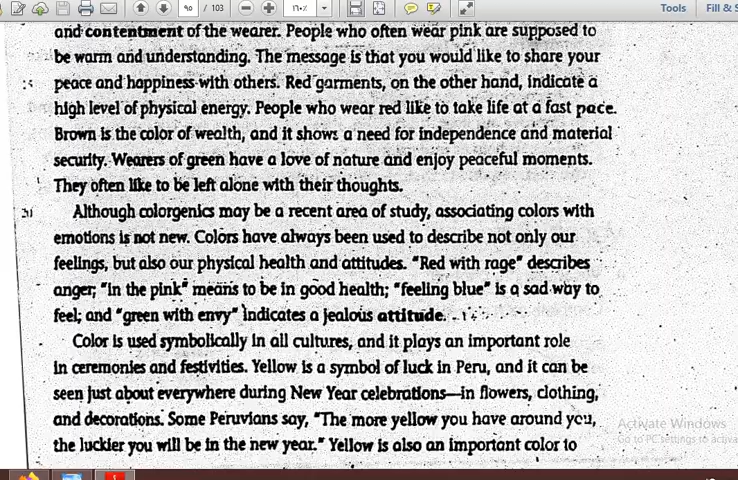 ٩٥ / 103
١٦٠٪
Tools
Fill & S
and contentment of the wearer. People who often wear pink are supposed to
be warm and understanding. The message is that you would like to share your
peace and happiness with others. Red garments, on the other hand, indicate a
high level of physical energy. People who wear red like to take life at a fast pace.
Brown is the color of wealth, and it shows a need for independence and material
security. Wearers of green have a love of nature and enjoy peaceful moments.
They often like to be left alone with their thoughts.
Although colorgenics may be a recent area of study, associating colors with
emotions is not new. Colors have always been used to describe not only our
feelings, but also our physical health and attitudes. "Red with rage" describes
anger; "in the pink" means to be in good health; "feeling blue" is a sad way to
feel; and "green with envy" indicates a jealous attitude.
Color is used symbolically in all cultures, and it plays an important role
in ceremonies and festivities. Yellow is a symbol of luck in Peru, and it can be
seen just about everywhere during New Year celebrations—in flowers, clothing,
and decorations. Some Peruvians say, "The more yellow you have around you,
the luckier you will be in the new year." Yellow is also an important color to
Activate Windows
Go to PC settings to activa